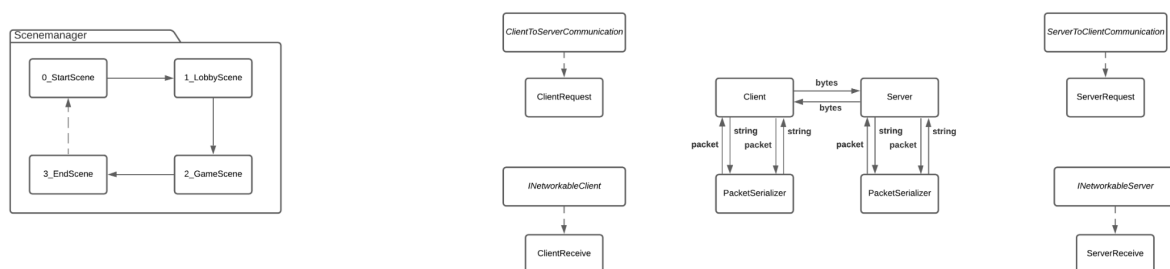 Scenemanager
0_StartScene
1_LobbyScene
3_EndScene
2_GameScene
ClientToServerCommunication
ClientRequest
INetworkableClient
ClientReceive
bytes
Client
Server
bytes
string
string
string
string
packet
packet
packet
packet
PacketSerializer
PacketSerializer
ServerToClientCommunication
ServerRequest
INetworkableServer
ServerReceive